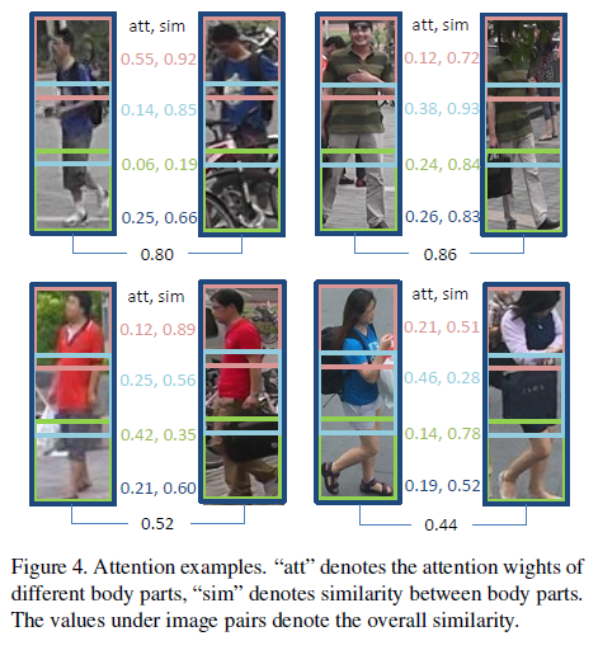 att, sim
0.55, 0.92
0.14, 0.85
0.06, 0.19
0.25, 0.66
0.80
att, sim
0.12, 0.72
0.38, 0.93
0.24, 0.84
0.26, 0.83
0.86
att, sim
0.12, 0.89
0.25, 0.56
0.42, 0.35
0.21, 0.60
0.52
att, sim
0.21, 0.51
0.46, 0.28
0.14, 0.78
0.19, 0.52
0.44
Figure 4. Attention examples. “att” denotes the attention wights of
different body parts, “sim” denotes similarity between body parts.
The values under image pairs denote the overall similarity.